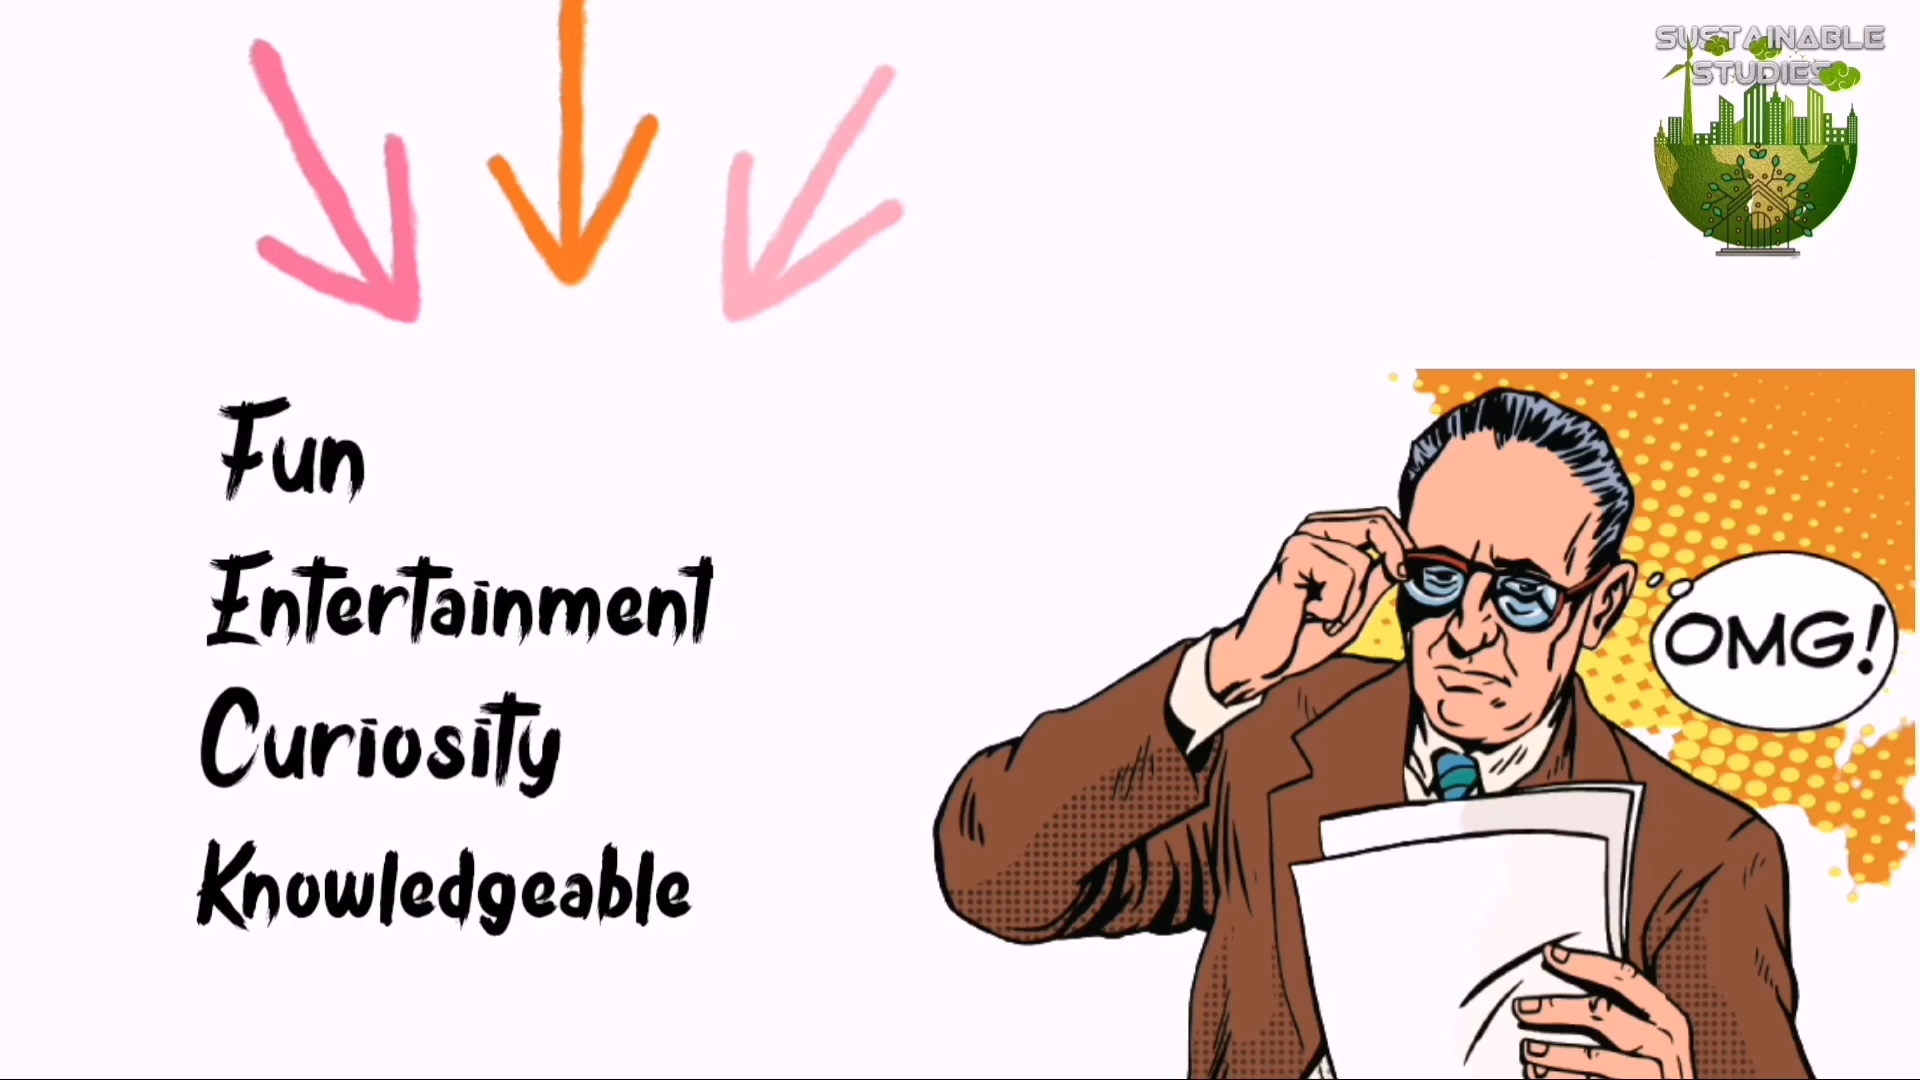 SUSTAINABLE
STUDIES
Fun
Entertainment
Curiosity
Knowledgeable
OMG!